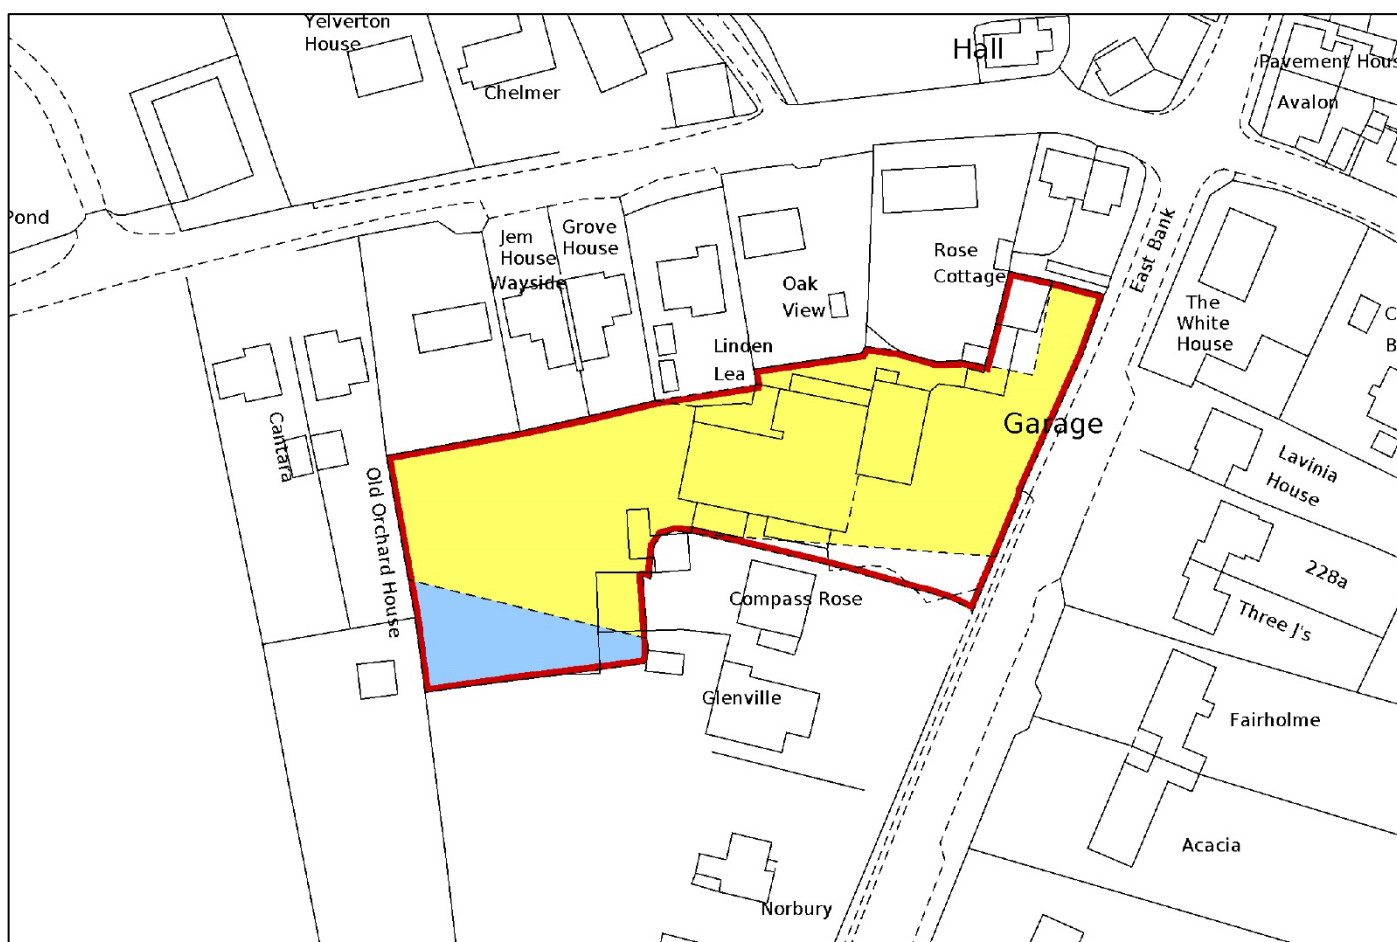 Yelverton
House
Hall
Pavement Hous
Chelmer
Avalon
Pond
Grove
House
Jem
House
Wayside
East Bank
Rose
Cottage
Oak
View
The
White
House
C
B
Linden
Lea
Garage
Cantara
Old Orchard House
Lavinia
House
228a
Three J's
Compass Rose
Glenville
Fairholme
Acacia
Norbury